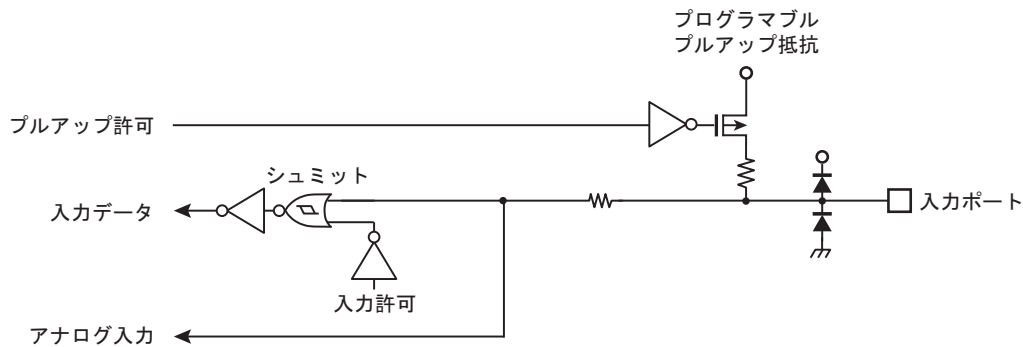 プログラマブル
プルアップ抵抗
プルアップ許可
シュミット
入力データ
入力ポート
入力許可
アナログ入力